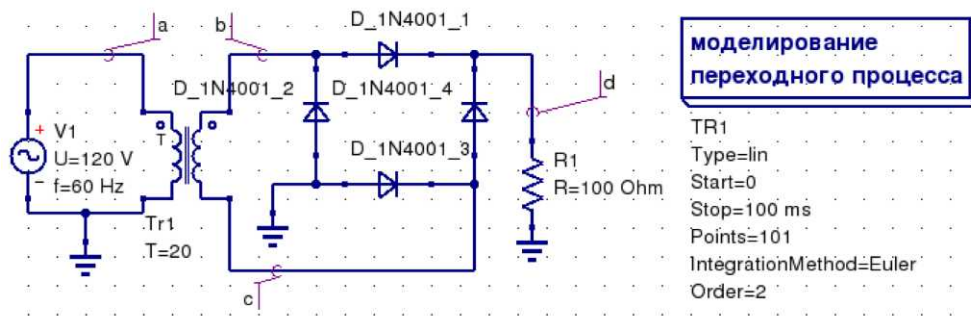 a
b
D_1N4001_1
V1
U=120 V
f=60 Hz
T
Tr1
T=20
D_1N4001_2
D_1N4001_4
D_1N4001_3
c
d
R1
R=100 Ohm
моделирование
переходного процесса
TR1
Type=lin
Start=0
Stop=100 ms
Points=101
IntegrationMethod=Euler
Order=2